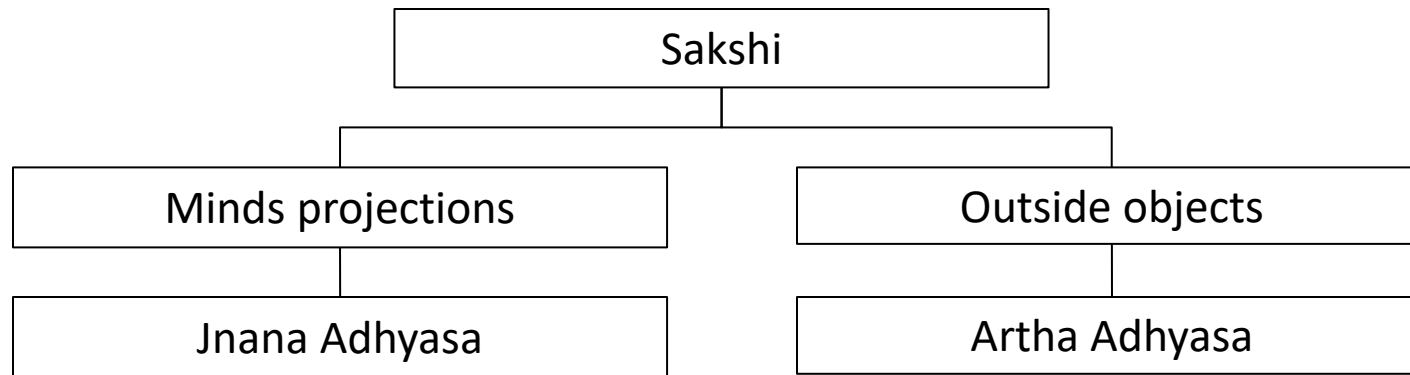 Sakshi
Minds projections
Outside objects
Jnana Adhyasa
Artha Adhyasa